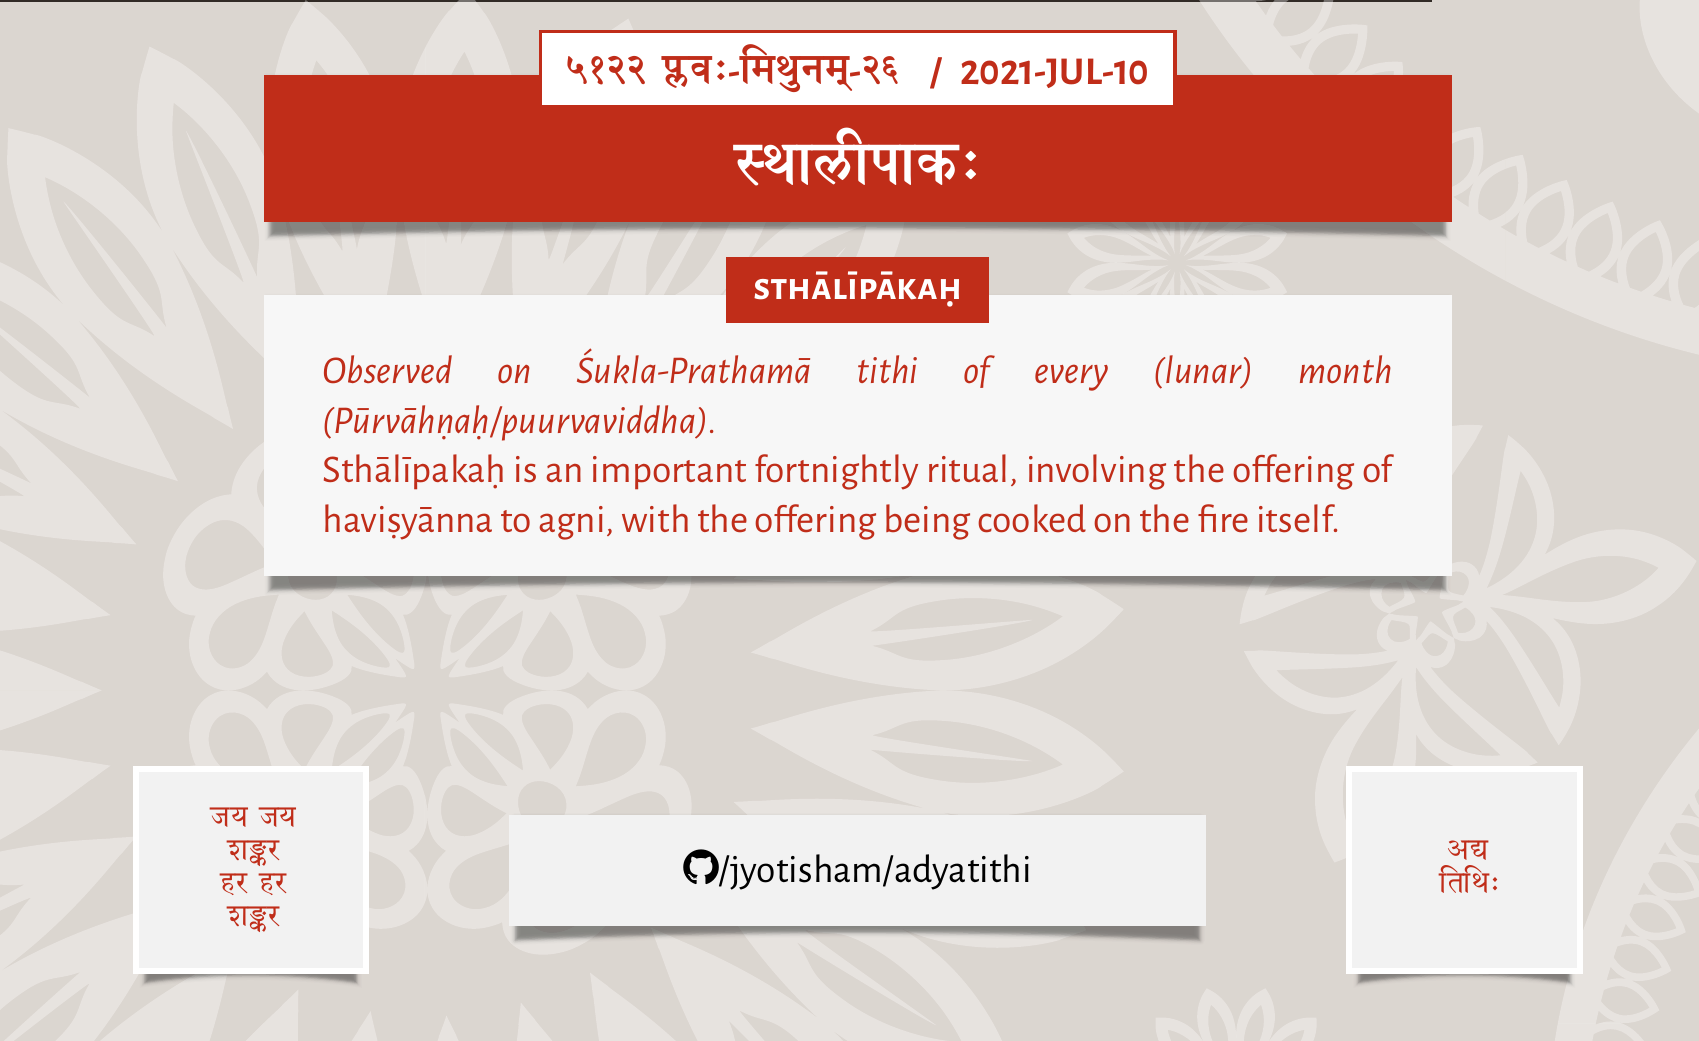 ५१२२ प्लवः-मिथुनम्-२६ / 2021-JUL-10
स्थालीपाकः
STHĀLĪPĀKAḤ
Observed on Śukla-Prathamā tithi of every (lunar) month
(Pūrvāhṇaḥ/puurvaviddha).
Sthālīpakaḥ is an important fortnightly ritual, involving the offering of
haviṣyānna to agni, with the offering being cooked on the fire itself.
जय जय
शङ्कर
हर हर
शङ्कर
/jyotisham/adyatithi
अद्य
तिथिः